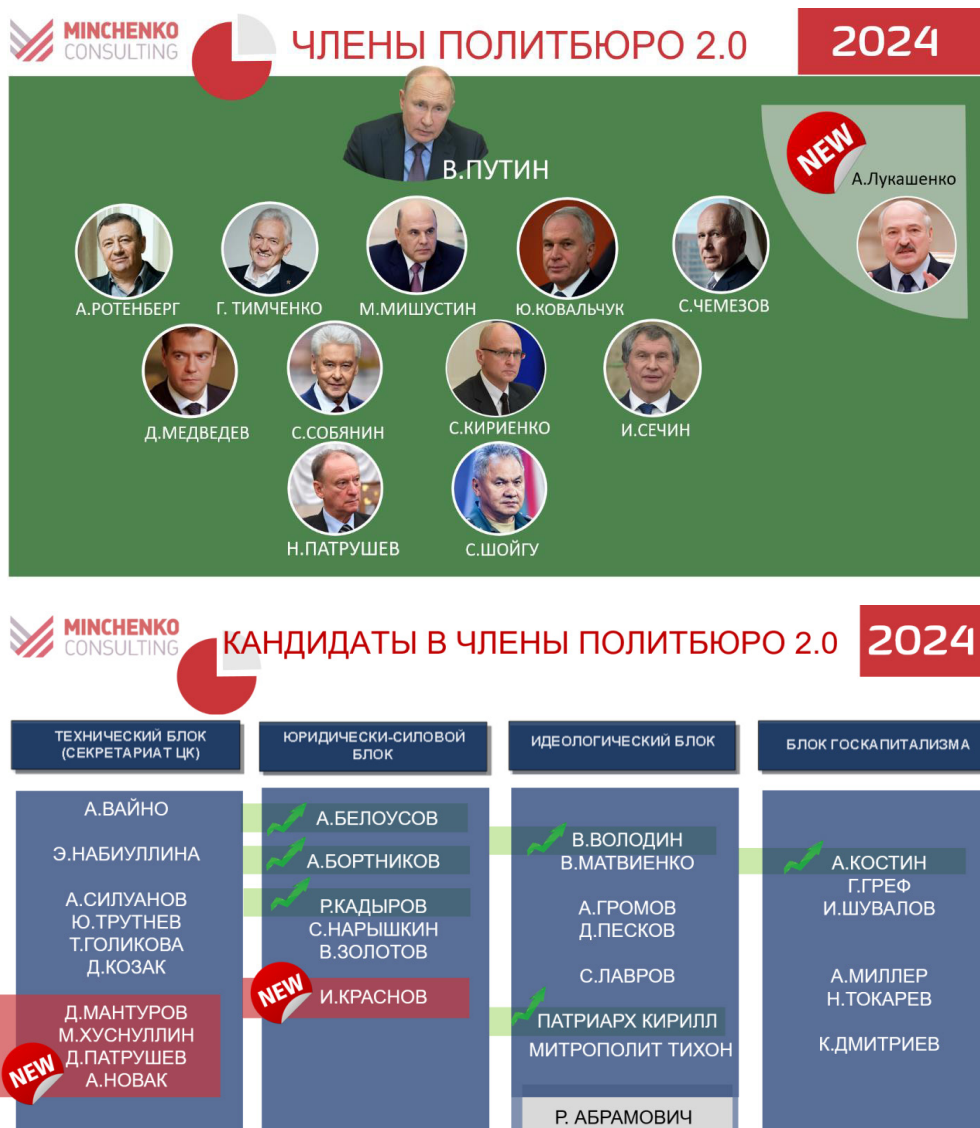 MINCHENKO
CONSULTING
ЧЛЕНЫ ПОЛИТБЮРО 2.0
2024
В.ПУТИН
NEW
А.Лукашенко
А.РОТЕНБЕРГ
Г. ТИМЧЕНКО
М.МИШУСТИН
Ю.КОВАЛЬЧУК
С.ЧЕМЕЗОВ
Д.МЕДВЕДЕВ
С.СОБЯНИН
С.КИРИЕНКО
И.СЕЧИН
Н.ПАТРУШЕВ
С.ШОЙГУ
MINCHENKO
CONSULTING
КАНДИДАТЫ В ЧЛЕНЫ ПОЛИТБЮРО 2.0
2024
ТЕХНИЧЕСКИЙ БЛОК
(СЕКРЕТАРИАТ ЦК)
А.ВАЙНО
Э.НАБИУЛЛИНА
А.СИЛУАНОВ
Ю.ТРУТНЕВ
Т.ГОЛИКОВА
Д.КОЗАК
Д.МАНТУРОВ
М.ХУСНУЛЛИН
Д.ПАТРУШЕВ
А.НОВАК
NEW
ЮРИДИЧЕСКИ-СИЛОВОЙ
БЛОК
А.БЕЛОУСОВ
А.БОРТНИКОВ
Р.КАДЫРОВ
С.НАРЫШКИН
В.ЗОЛОТОВ
NEW
И.КРАСНОВ
ИДЕОЛОГИЧЕСКИЙ БЛОК
В.ВОЛОДИН
В.МАТВИЕНКО
А.ГРОМОВ
Д.ПЕСКОВ
С.ЛАВРОВ
ПАТРИАРХ КИРИЛЛ
МИТРОПОЛИТ ТИХОН
Р. АБРАМОВИЧ
БЛОК ГОСКАПИТАЛИЗМА
А.КОСТИН
Г.ГРЕФ
И.ШУВАЛОВ
А.МИЛЛЕР
Н.ТОКАРЕВ
К.ДМИТРИЕВ